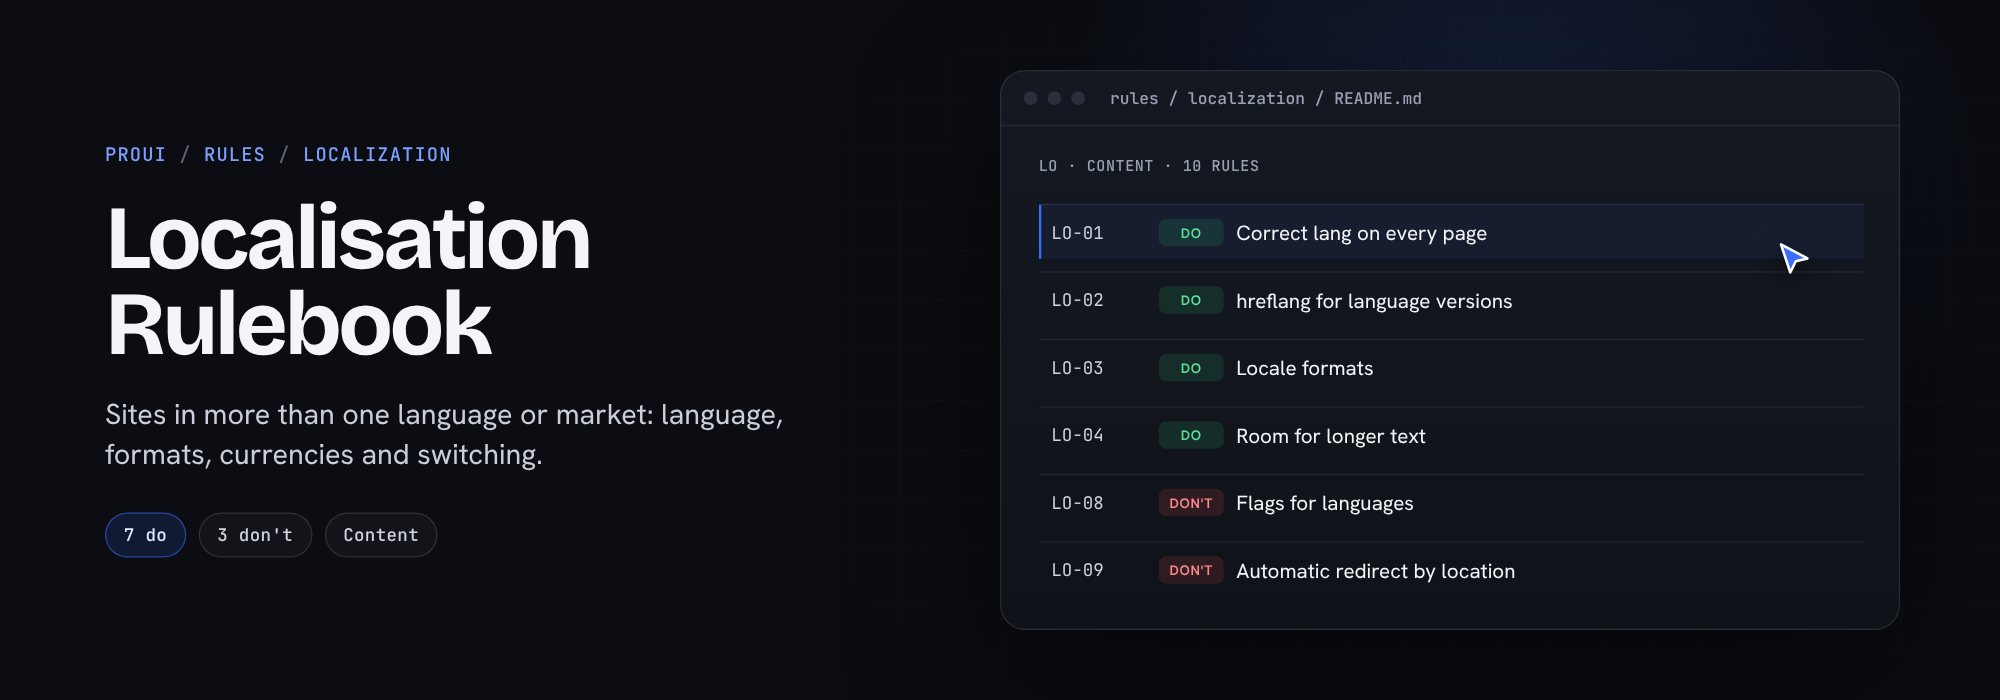 PROUI / RULES / LOCALIZATION
Localisation
Rulebook
Sites in more than one language or market: language,
formats, currencies and switching.
7 do
3 don't
Content
rules / localization / README.md
LO · CONTENT · 10 RULES
LO-01 DO Correct lang on every page
LO-02 DO hreflang for language versions
LO-03 DO Locale formats
LO-04 DO Room for longer text
LO-08 DON'T Flags for languages
LO-09 DON'T Automatic redirect by location